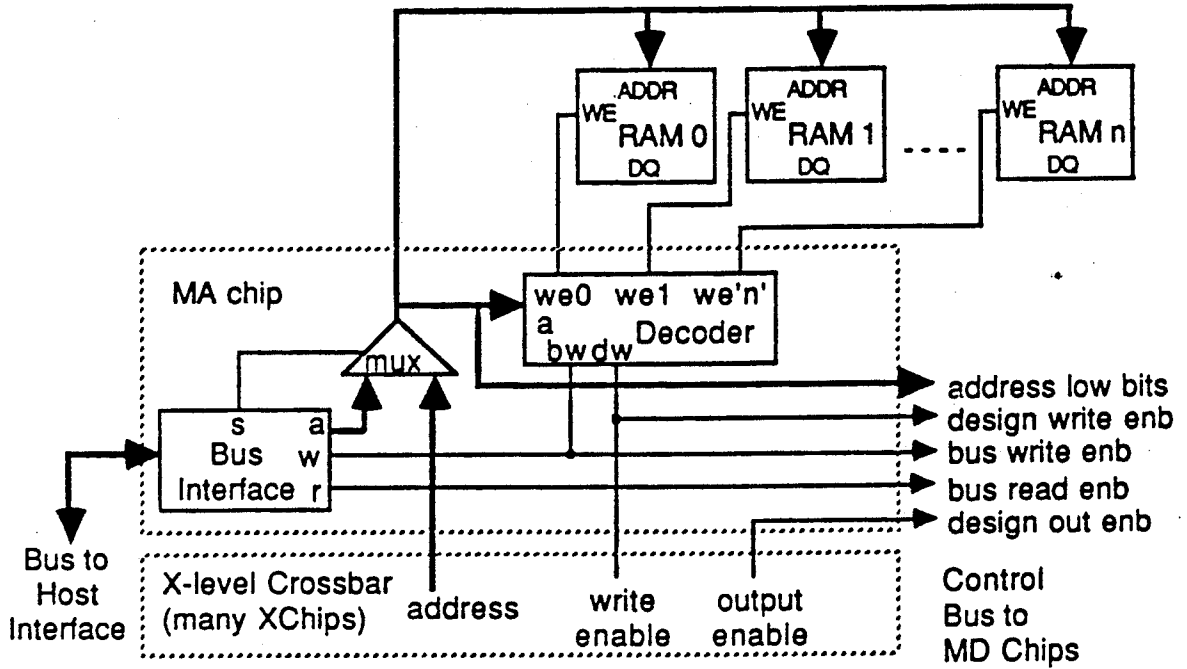 ADDR
WE
RAM 0
DQ
ADDR
WE
RAM 1
DQ
ADDR
WE
RAM n
DQ
MA chip
we0 we1 we'n'
a
Decoder
bw dw
mux
s
a
Bus
w
Interface
r
address low bits
design write enb
bus write enb
bus read enb
design out enb
Bus to
Host
Interface
X-level Crossbar
(many XChips)
address
write
enable
output
enable
Control
Bus to
MD Chips